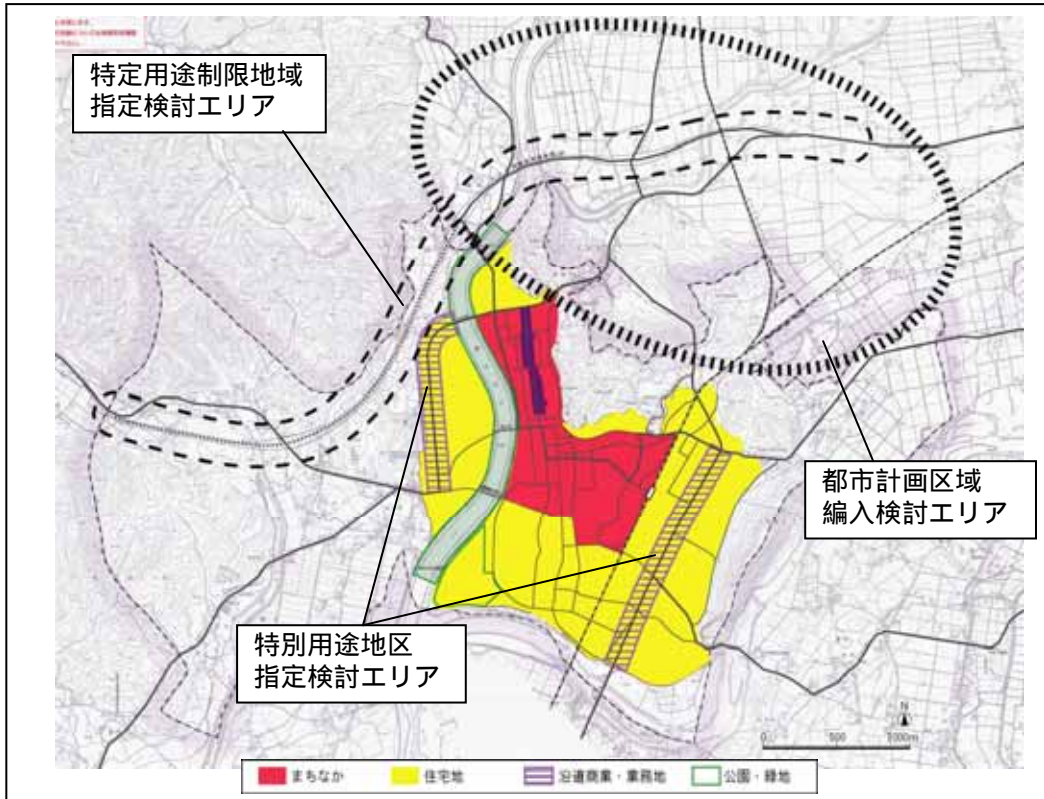 特定用途制限地域
指定検討エリア
都市計画区域
編入検討エリア
特別用途地区
指定検討エリア
N
0 500 1000m
まちなか 住宅地 沿道商業・業務地 公園・緑地